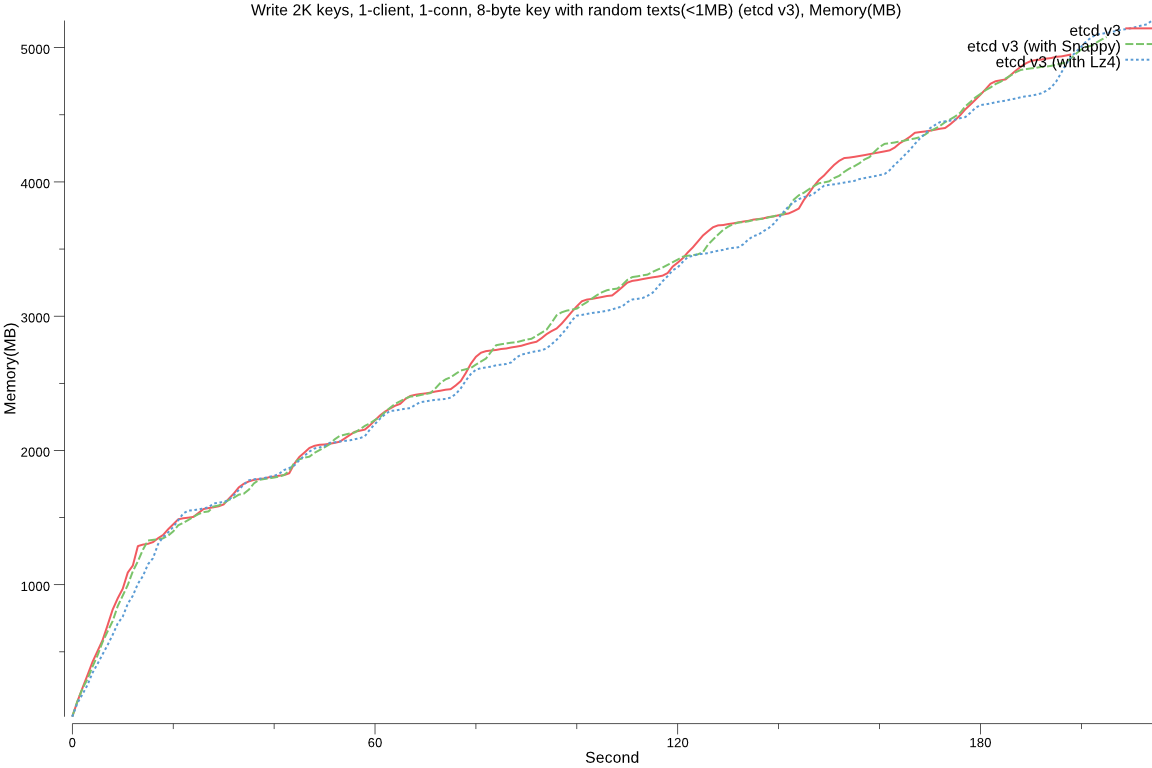 Write 2K keys, 1-client, 1-conn, 8-byte key with random texts(<1MB) (etcd v3), Memory(MB)
etcd v3
etcd v3 (with Snappy)
etcd v3 (with Lz4)
5000
4000
3000
2000
1000
Memory(MB)
0
60
120
180
Second